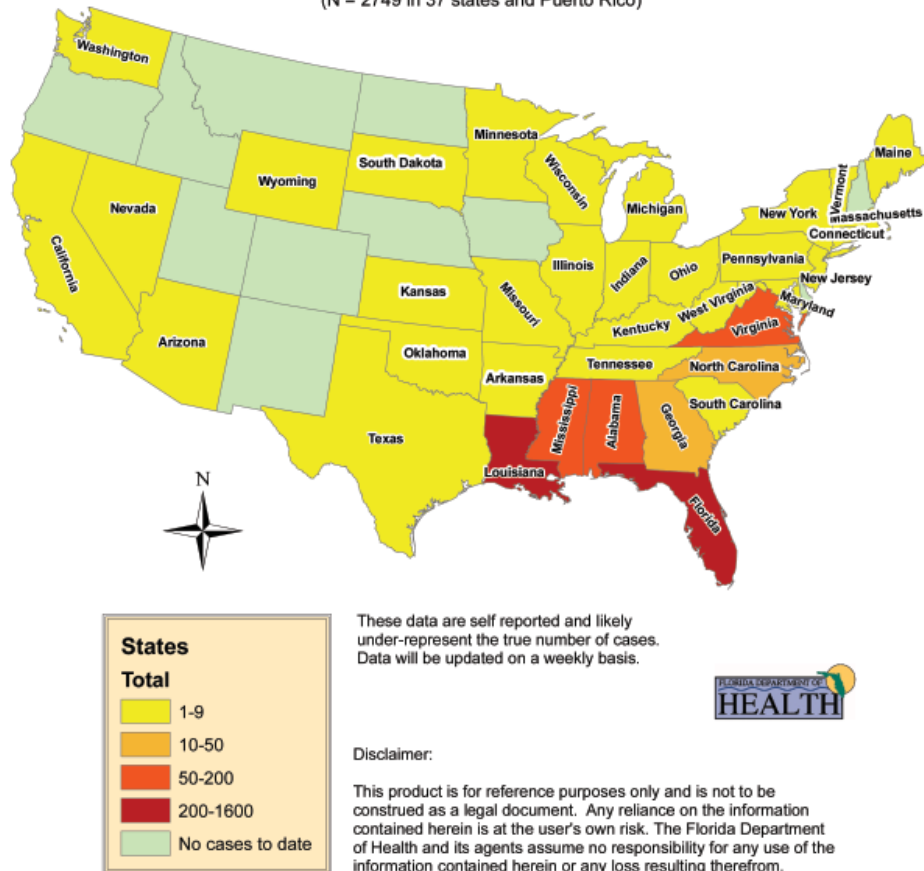 (N = 2749 in 37 states and Puerto Rico)
Washington
Minnesota
Maine
South Dakota
Wisconsin
Vermont
Wyoming
Michigan
New York
Massachusetts
Nevada
Connecticut
California
Illinois
Indiana
Ohio
Pennsylvania
New Jersey
Kansas
Missouri
West Virginia
Maryland
Arizona
Kentucky
Virginia
Oklahoma
Tennessee
North Carolina
Arkansas
South Carolina
Texas
Mississippi
Alabama
Georgia
Louisiana
Florida
N
These data are self reported and likely
under-represent the true number of cases.
Data will be updated on a weekly basis.
States
Total
1-9
10-50
50-200
200-1600
No cases to date
FLORIDA DEPARTMENT OF
HEALTH
Disclaimer:
This product is for reference purposes only and is not to be
construed as a legal document. Any reliance on the information
contained herein is at the user's own risk. The Florida Department
of Health and its agents assume no responsibility for any use of the
information contained herein or any loss resulting therefrom.